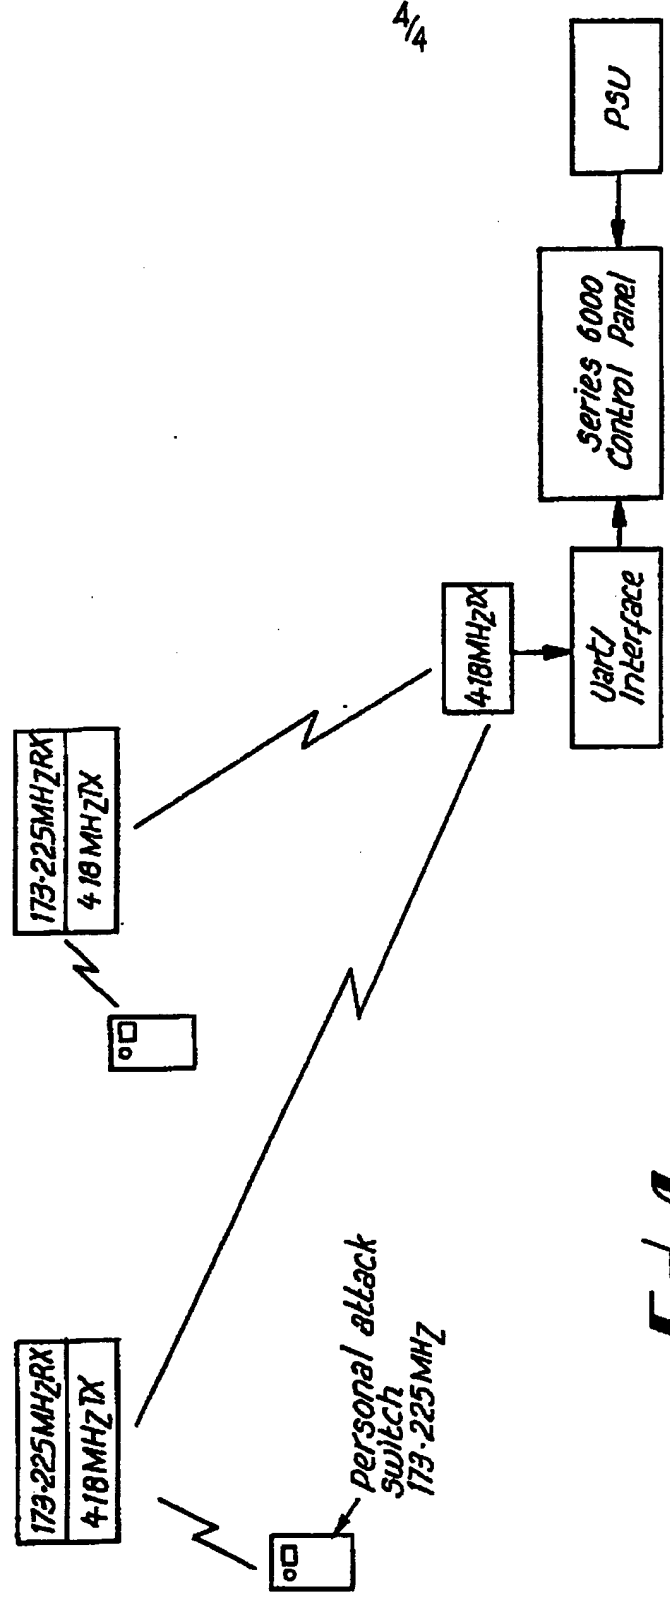 173·225MHZRX
418MHZTX
173·225MHZRX
418MHZTX
personal attack
switch
173·225MHZ
4/4
418MHZTX
Uart/
Interface
Series 6000
Control Panel
PSU